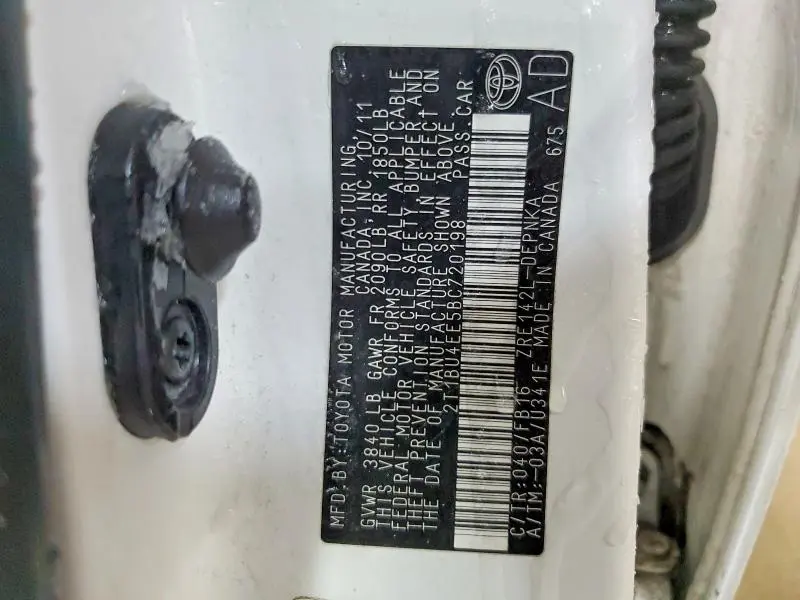 MFD. BY: TOYOTA MOTOR MANUFACTURING,
CANADA, INC. 10/11
GVWR 3840 LB GAWR FR 2090LB, RR 1850LB
THIS VEHICLE CONFORMS TO ALL APPLICABLE
FEDERAL MOTOR VEHICLE SAFETY BUMPER AND
THEFT PREVENTION STANDARDS IN EFFECT ON
THE DATE OF MANUFACTURE SHOWN ABOVE.
2T1BU4EE5BC720198 PASS. CAR
C/TR:040/FB16 ZRE142L-DEPNKA
A/TM:-03A/U341E MADE IN CANADA 675
AD